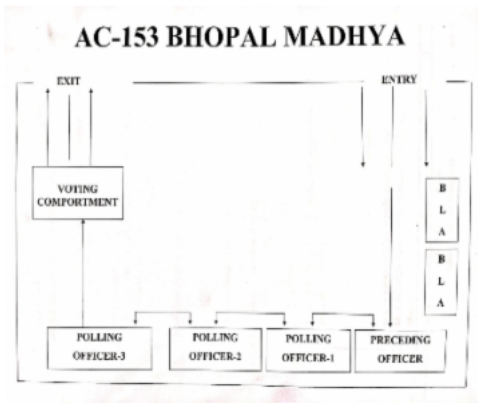 AC-153 BHOPAL MADHYA
EXIT
ENTRY
VOTING
COMPORTMENT
B
L
A
B
L
A
POLLING
OFFICER-3
POLLING
OFFICER-2
POLLING
OFFICER-1
PRECEDING
OFFICER